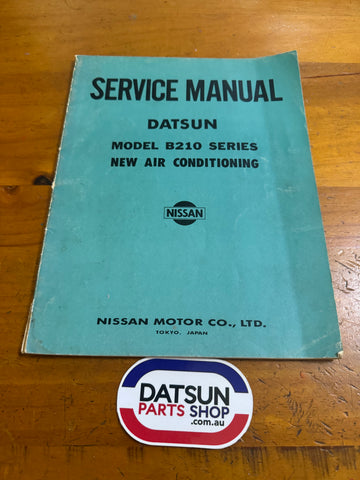 SERVICE MANUAL
DATSUN
MODEL B210 SERIES
NEW AIR CONDITIONING
NISSAN
NISSAN MOTOR CO., LTD.
TOKYO, JAPAN
DATSUN
PARTS SHOP
.com.au